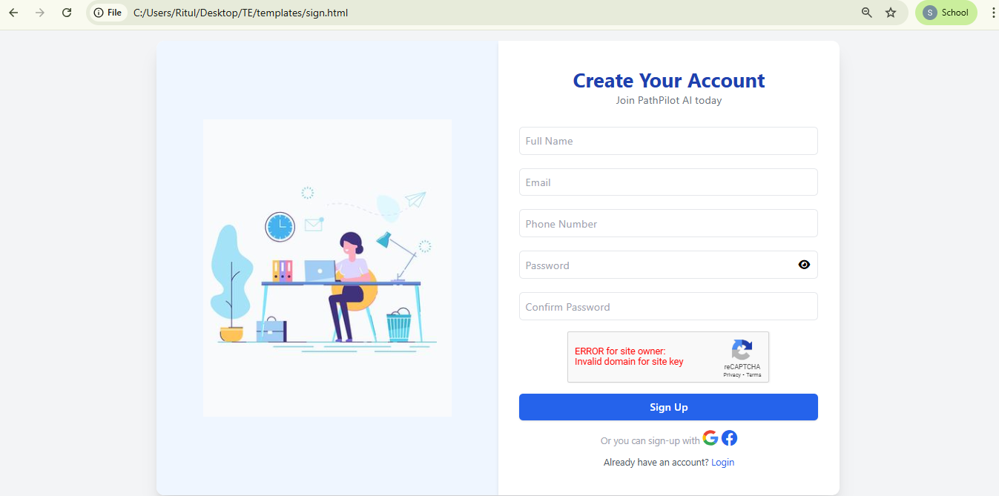 File
C:/Users/Ritul/Desktop/TE/templates/sign.html
S
School
Create Your Account
Join PathPilot AI today
Full Name
Email
Phone Number
Password
Confirm Password
ERROR for site owner:
Invalid domain for site key
reCAPTCHA
Privacy - Terms
Sign Up
Or you can sign-up with
Already have an account? Login